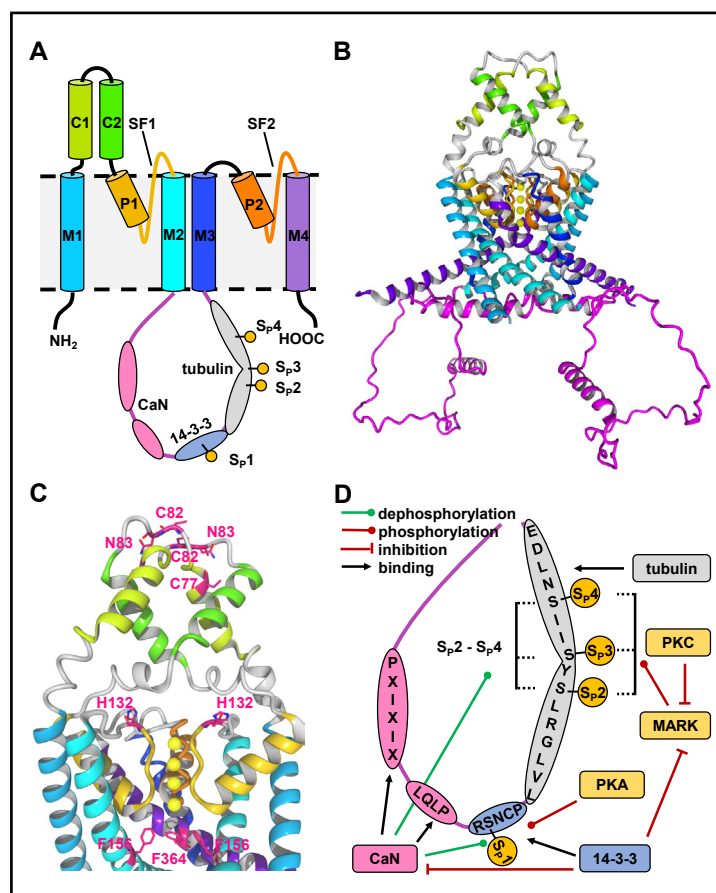 A
B
C1
C2
SF1
SF2
P1
P2
M1
M2
M3
M4
NH2
HOOC
SP4
tubulin
SP3
SP2
CaN
14-3-3
SP1
C
D
C82
N83
N83
C82
C77
H132
H132
F156
F156
F364
dephosphorylation
phosphorylation
inhibition
binding
EDLNSIISYSLRGLVL
tubulin
SP4
SP2 - SP4
SP3
SP2
PKC
MARK
PXIXIX
LQLP
RSNCP
SP1
PKA
CaN
14-3-3